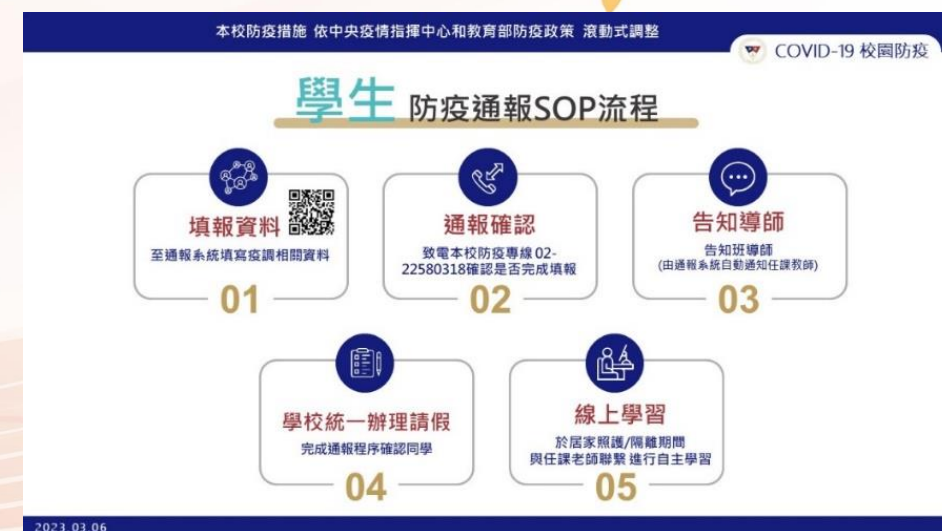 本校防疫措施 依中央疫情指揮中心和教育部防疫政策 滾動式調整
COVID-19 校園防疫
學生 防疫通報SOP流程
填報資料
至通報系統填寫疫調相關資料
01
通報確認
致電本校防疫專線02-
22580318確認是否完成填報
02
告知導師
告知班導師
(由通報系統自動通知任課教師)
03
學校統一辦理請假
完成通報程序確認同學
04
線上學習
於居家照護/隔離期間
與任課老師聯繫 進行自主學習
05
2023.03.06